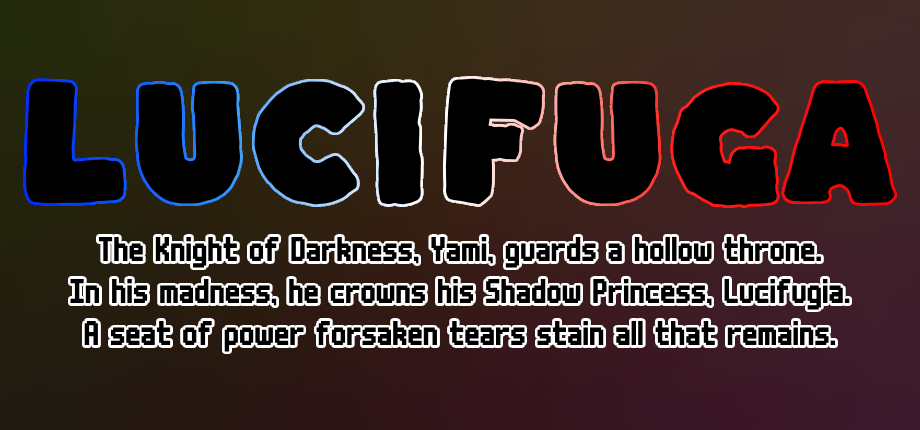 LUCIFUGA
The Knight of Darkness, Yami, guards a hollow throne.
In his madness, he crowns his Shadow Princess, Lucifugia.
A seat of power forsaken tears stain all that remains.